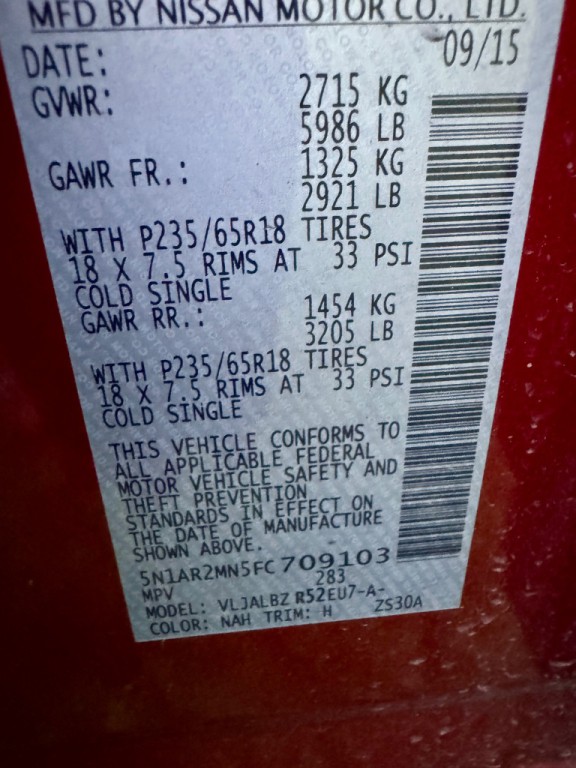 MFD BY NISSAN MOTOR CO., LTD.
DATE: 09/15
GVWR: 2715 KG
5986 LB
GAWR FR.: 1325 KG
2921 LB
WITH P235/65R18 TIRES
18 X 7.5 RIMS AT 33 PSI
COLD SINGLE
GAWR RR.: 1454 KG
3205 LB
WITH P235/65R18 TIRES
18 X 7.5 RIMS AT 33 PSI
COLD SINGLE
THIS VEHICLE CONFORMS TO
ALL APPLICABLE FEDERAL
MOTOR VEHICLE SAFETY AND
THEFT PREVENTION
STANDARDS IN EFFECT ON
THE DATE OF MANUFACTURE
SHOWN ABOVE.
5N1AR2MN5FC709103
MPV 283
MODEL: VLJALBZ R52EU7-A-
COLOR: NAH TRIM: H ZS30A